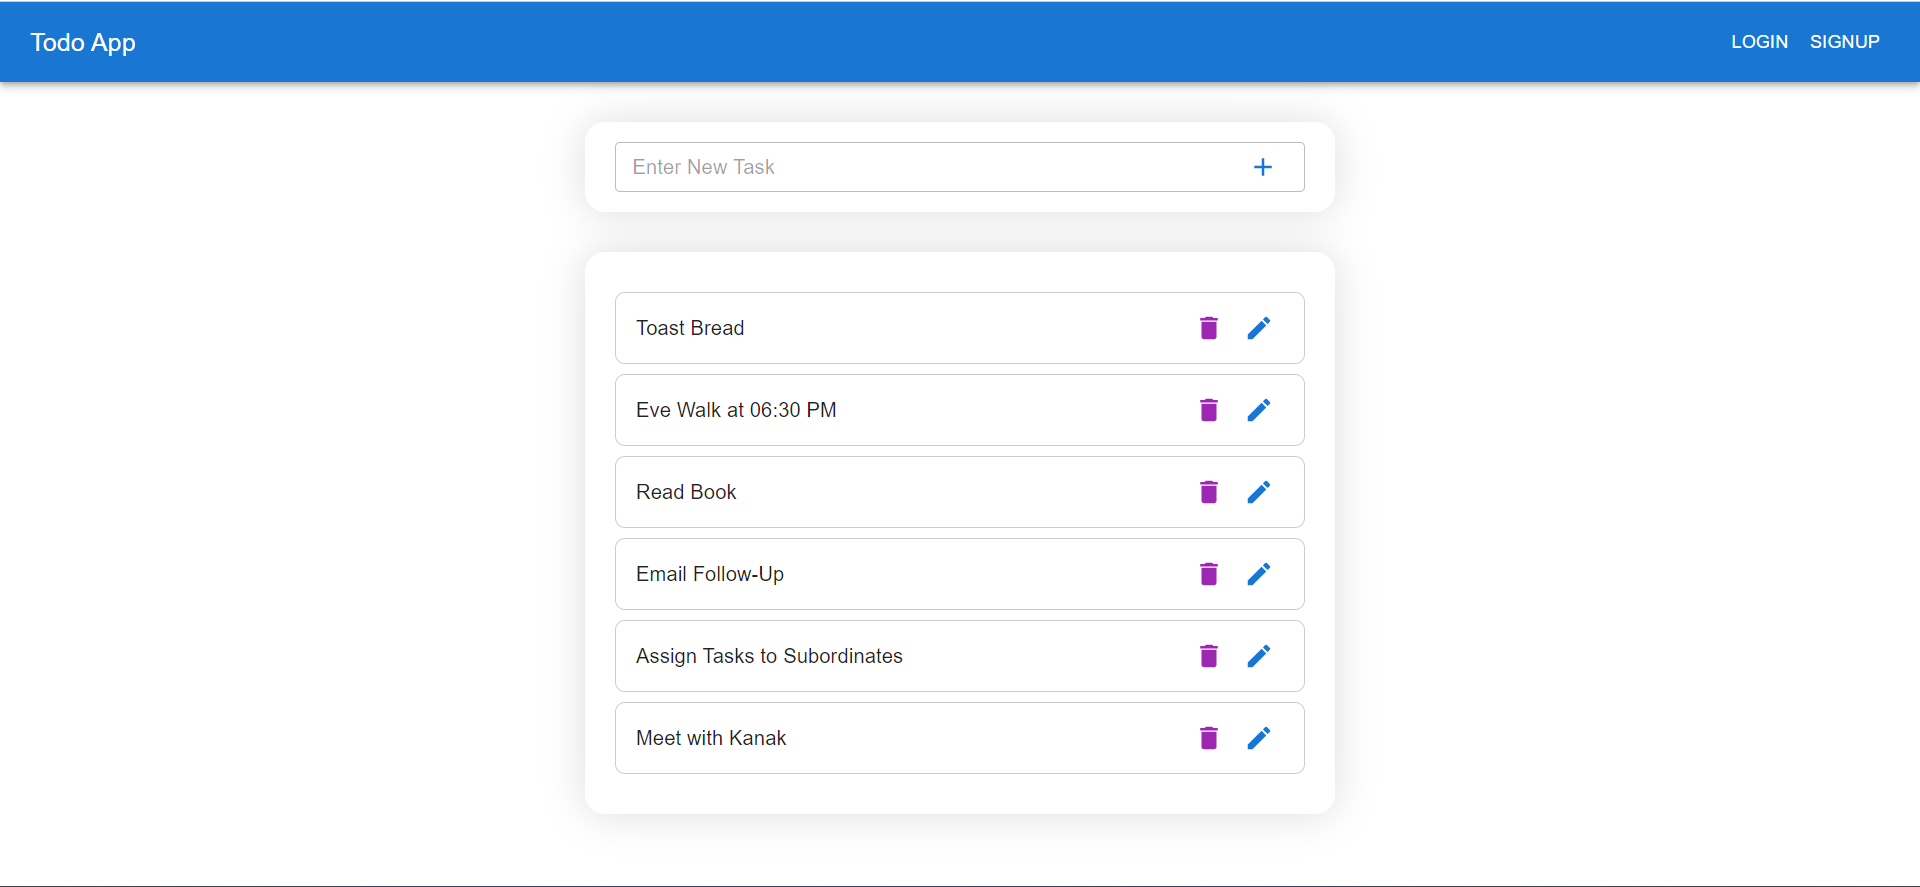 Todo App
LOGIN SIGNUP
Enter New Task
Toast Bread
Eve Walk at 06:30 PM
Read Book
Email Follow-Up
Assign Tasks to Subordinates
Meet with Kanak